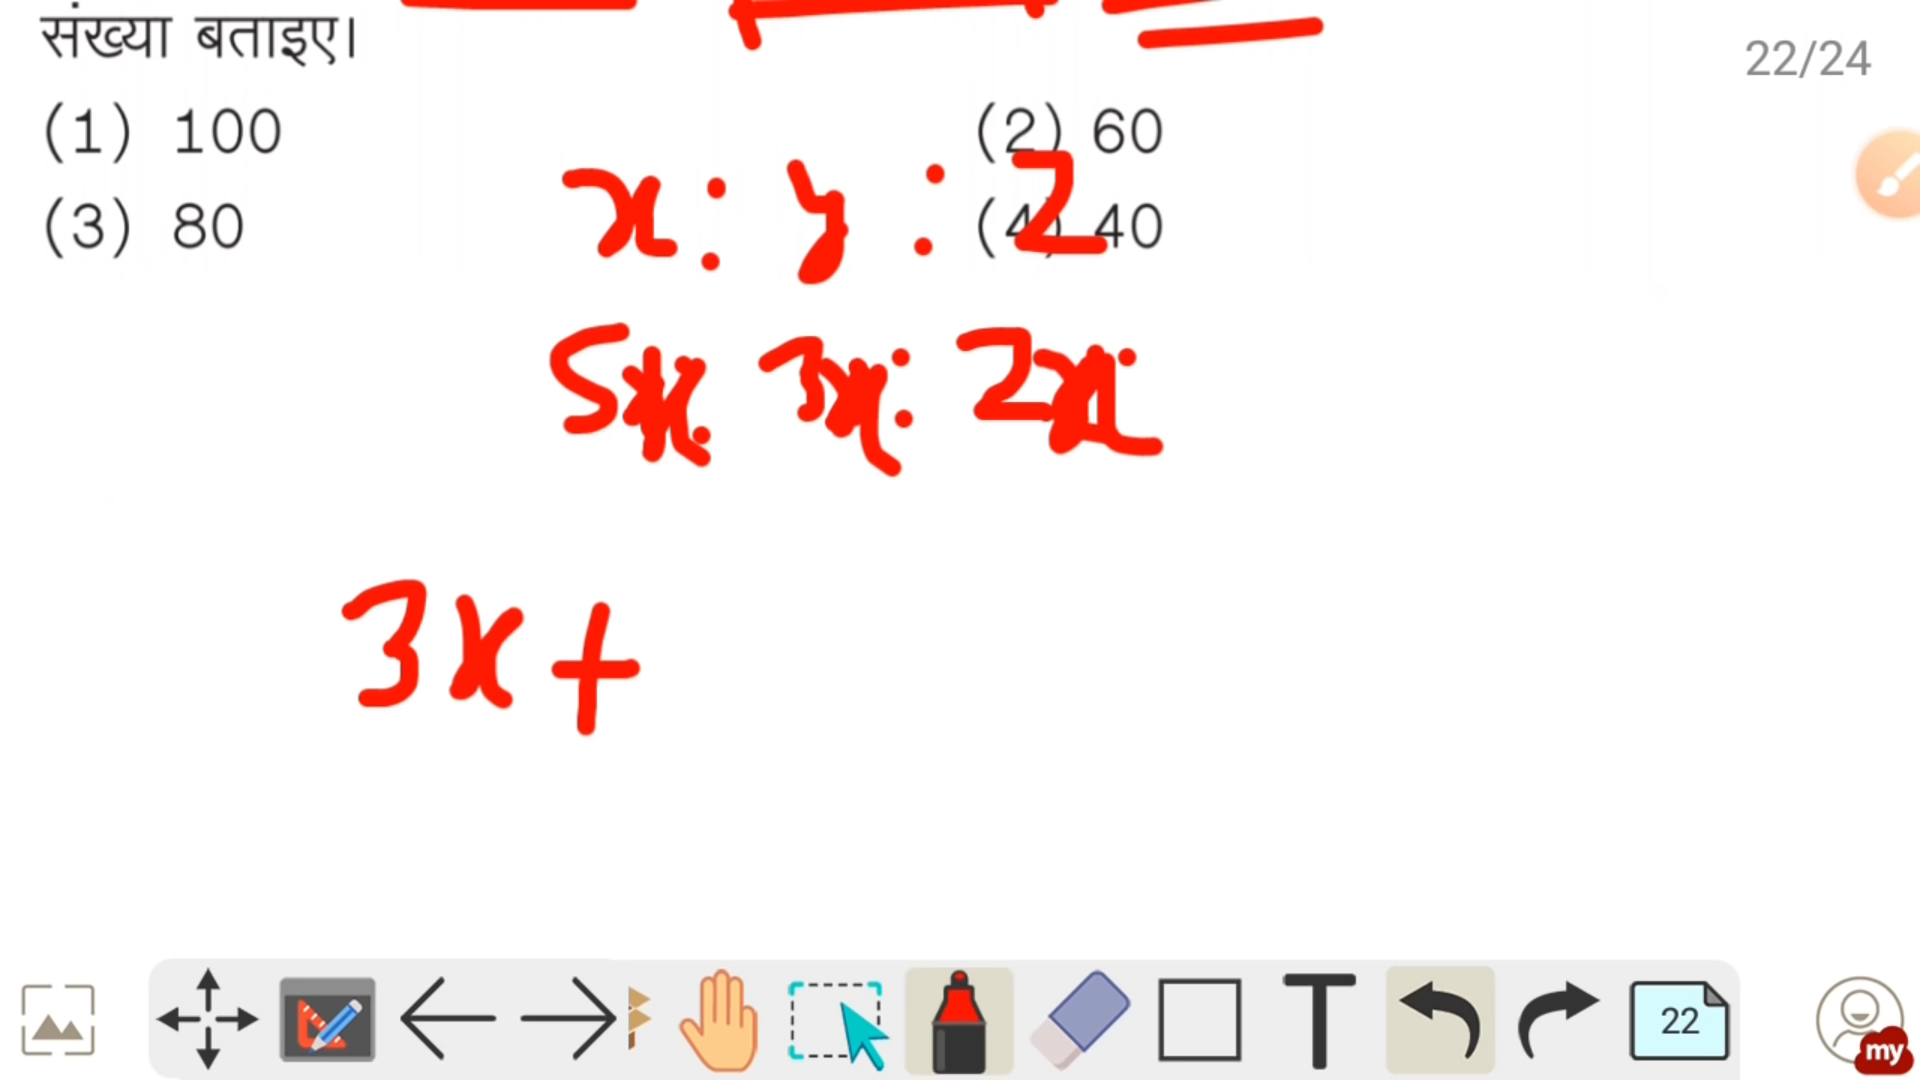 संख्या बताइए।
22/24
(1) 100
(2) 60
(3) 80
(4) 40
x : y : z
5x : 3x : 2x
3x +
22
my